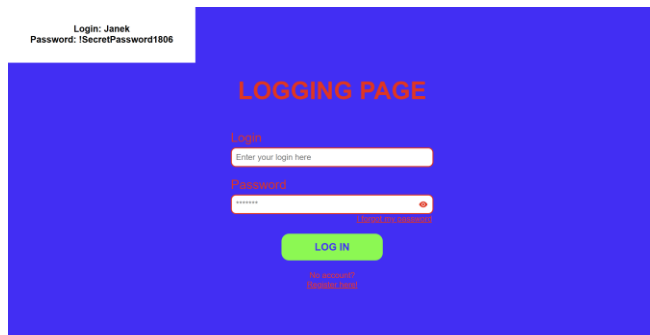 Login: Janek
Password: !SecretPassword1806
LOGGING PAGE
Login
Enter your login here
Password
*******
I forgot my password
LOG IN
No account?
Register here!